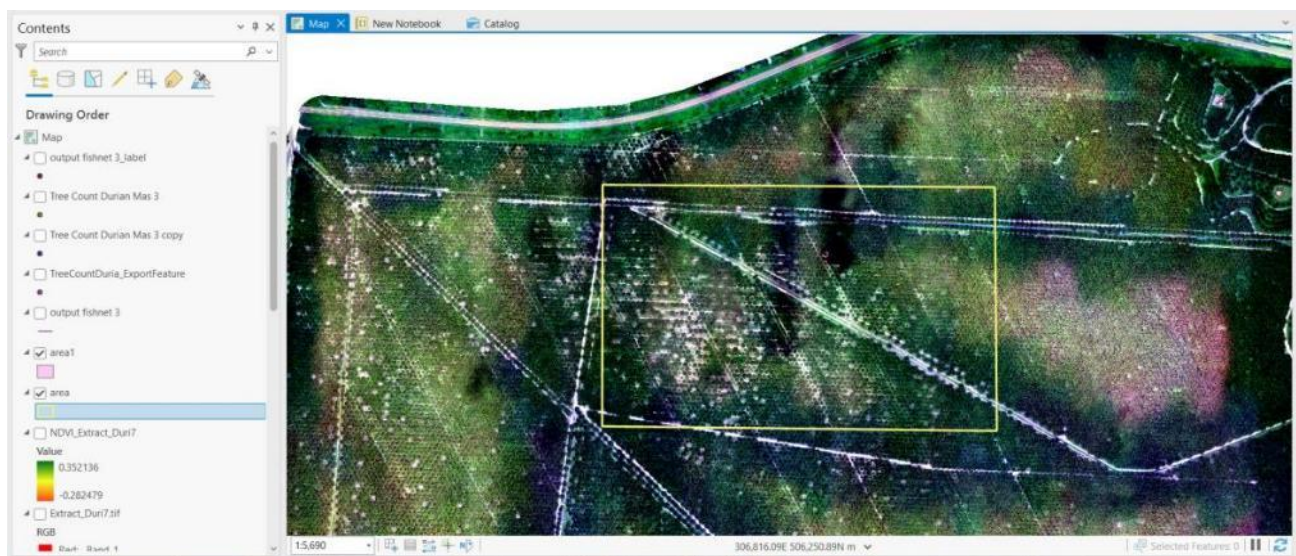 Contents
Map
New Notebook
Catalog
Search
Drawing Order
Map
output fishnet 3_label
Tree Count Durian Mas 3
Tree Count Durian Mas 3 copy
TreeCountDuria_ExportFeature
output fishnet 3
area1
area
NDVI_Extract_Duri7
Value
0.352136
-0.282479
Extract_Duri7.tif
RGB
Red: Band_1
1:5,690
306,816.09E 506,250.89N m
Selected Features: 0